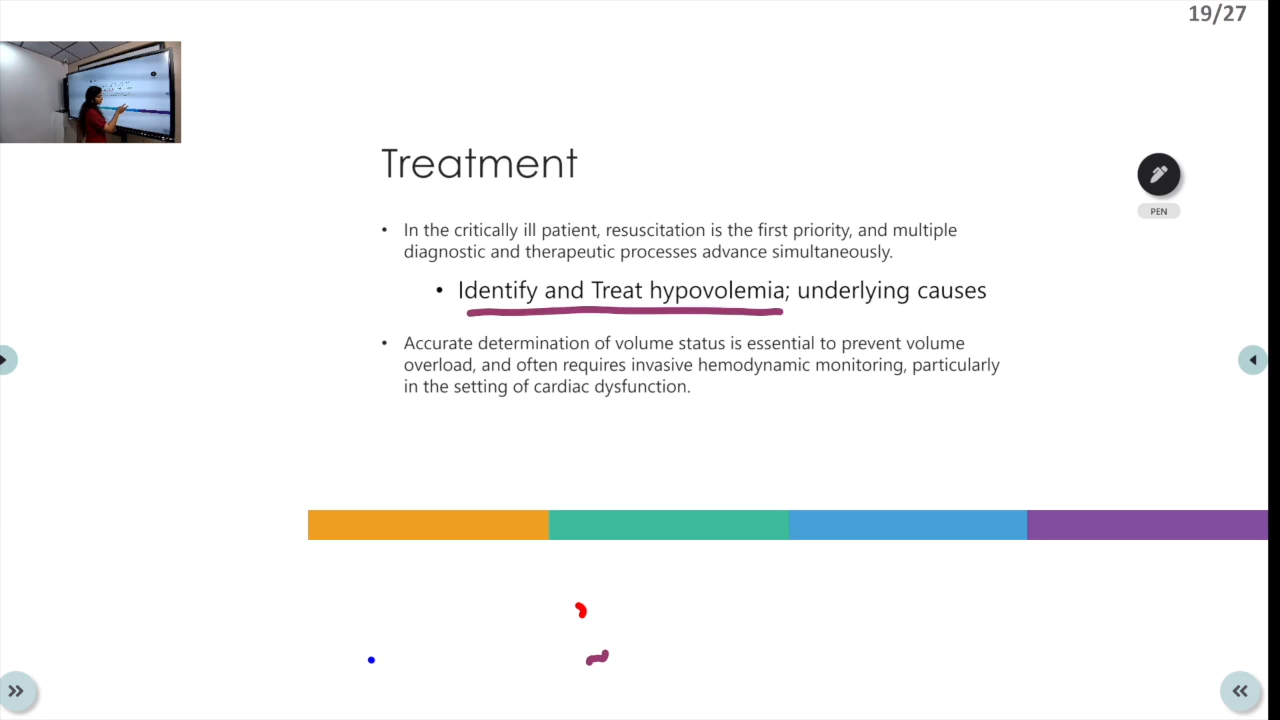 19/27
Treatment
PEN
• In the critically ill patient, resuscitation is the first priority, and multiple
diagnostic and therapeutic processes advance simultaneously.
• Identify and Treat hypovolemia; underlying causes
• Accurate determination of volume status is essential to prevent volume
overload, and often requires invasive hemodynamic monitoring, particularly
in the setting of cardiac dysfunction.